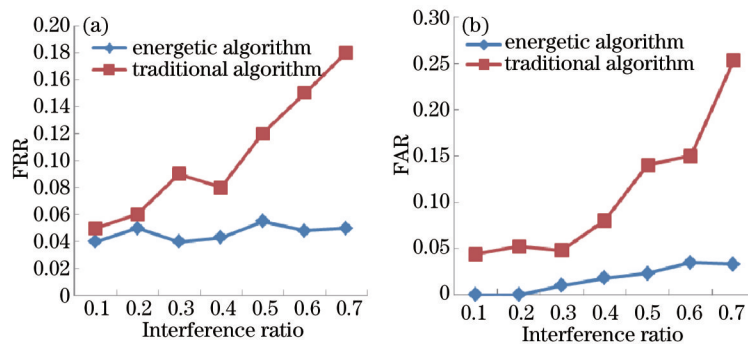 (a)
energetic algorithm
traditional algorithm
FRR
0.20
0.18
0.16
0.14
0.12
0.10
0.08
0.06
0.04
0.02
0
0.1 0.2 0.3 0.4 0.5 0.6 0.7
Interference ratio
(b)
energetic algorithm
traditional algorithm
FAR
0.30
0.25
0.20
0.15
0.10
0.05
0
0.1 0.2 0.3 0.4 0.5 0.6 0.7
Interference ratio